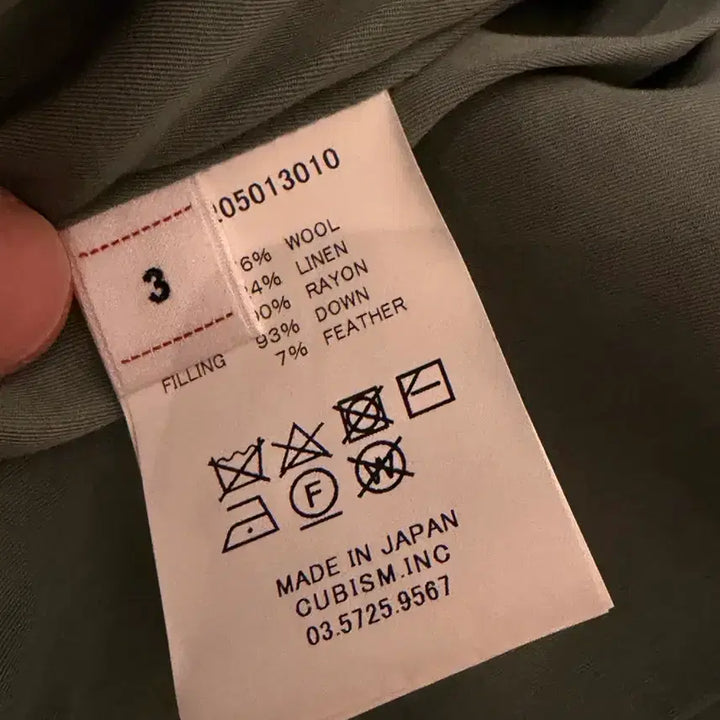 05013010
3
6% WOOL
4% LINEN
00% RAYON
FILLING 93% DOWN
7% FEATHER
F
W
MADE IN JAPAN
CUBISM.INC
03.5725.9567